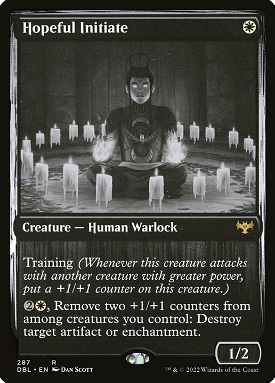 Hopeful Initiate
Creature — Human Warlock
Training (Whenever this creature attacks
with another creature with greater power,
put a +1/+1 counter on this creature.)
2, Remove two +1/+1 counters from
among creatures you control: Destroy
target artifact or enchantment.
1/2
287 R
DBL • EN DAN SCOTT
™ & © 2022 Wizards of the Coast